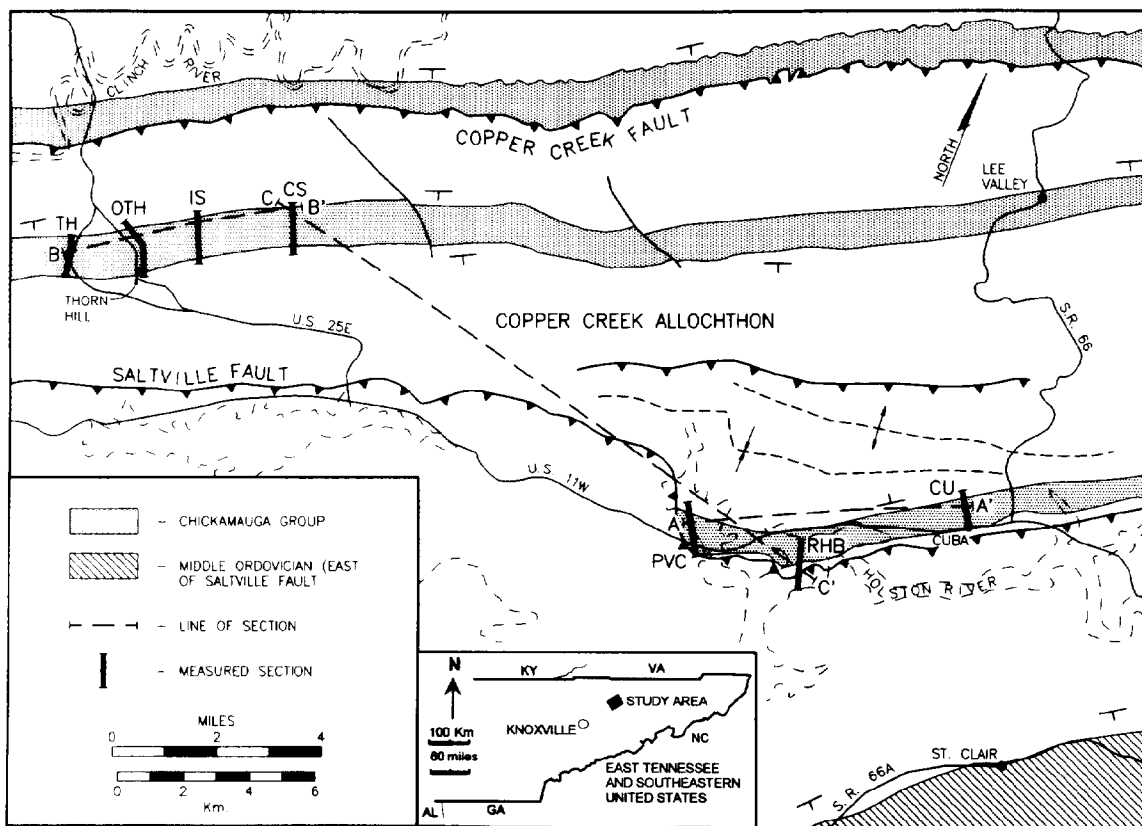 CLINCH
RIVER
COPPER CREEK FAULT
NORTH
LEE
VALLEY
TH
OTH
IS
C
CS
B'
B
THORN
HILL
U.S. 25E
COPPER CREEK ALLOCHTHON
S.R. 66
SALTVILLE FAULT
U.S. 11W
A
PVC
RHB
C'
CU
A'
CUBA
HOLSTON RIVER
- CHICKAMAUGA GROUP
- MIDDLE ORDOVICIAN (EAST
OF SALTVILLE FAULT
- LINE OF SECTION
- MEASURED SECTION
MILES
0 2 4
0 2 4 6
Km.
N
KY
VA
STUDY AREA
KNOXVILLE
100 Km
60 miles
NC
EAST TENNESSEE
AND SOUTHEASTERN
UNITED STATES
AL
GA
ST. CLAIR
S.R. 66A